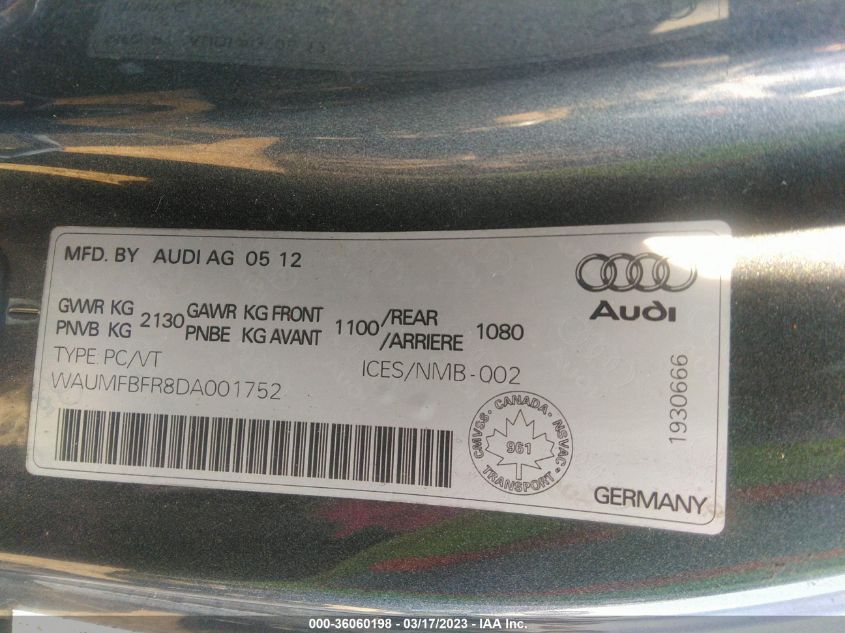 MFD. BY AUDI AG 05 12
Audi
GVWR KG 2130 GAWR KG FRONT 1100 /REAR 1080
PNVB KG PNBE KG AVANT /ARRIERE
TYPE: PC/VT ICES/NMB-002
WAUMFBFR8DA001752
1930666
CMVSS · CANADA · NSVAC
961
TRANSPORT
GERMANY
000-36060198 - 03/17/2023 - IAA Inc.